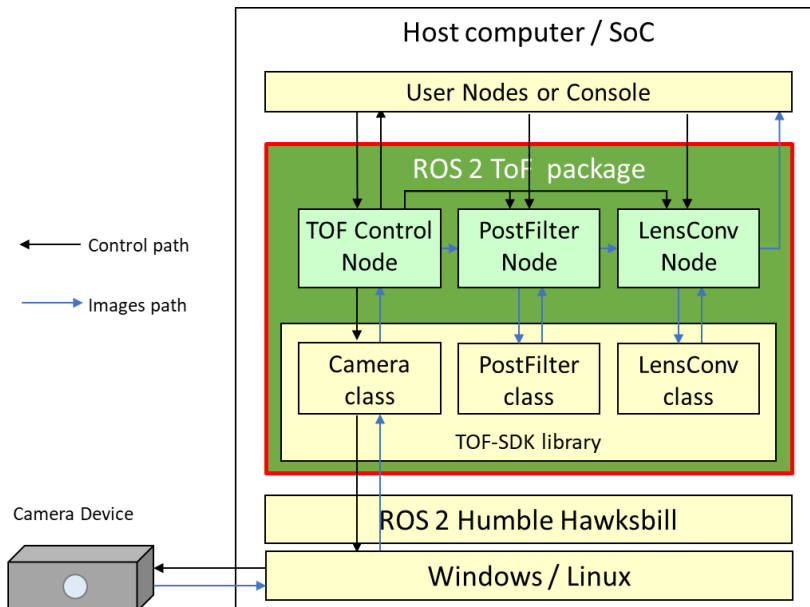 Host computer / SoC
User Nodes or Console
ROS 2 ToF package
TOF Control
Node
PostFilter
Node
LensConv
Node
Control path
Images path
Camera
class
PostFilter
class
LensConv
class
TOF-SDK library
ROS 2 Humble Hawksbill
Camera Device
Windows / Linux